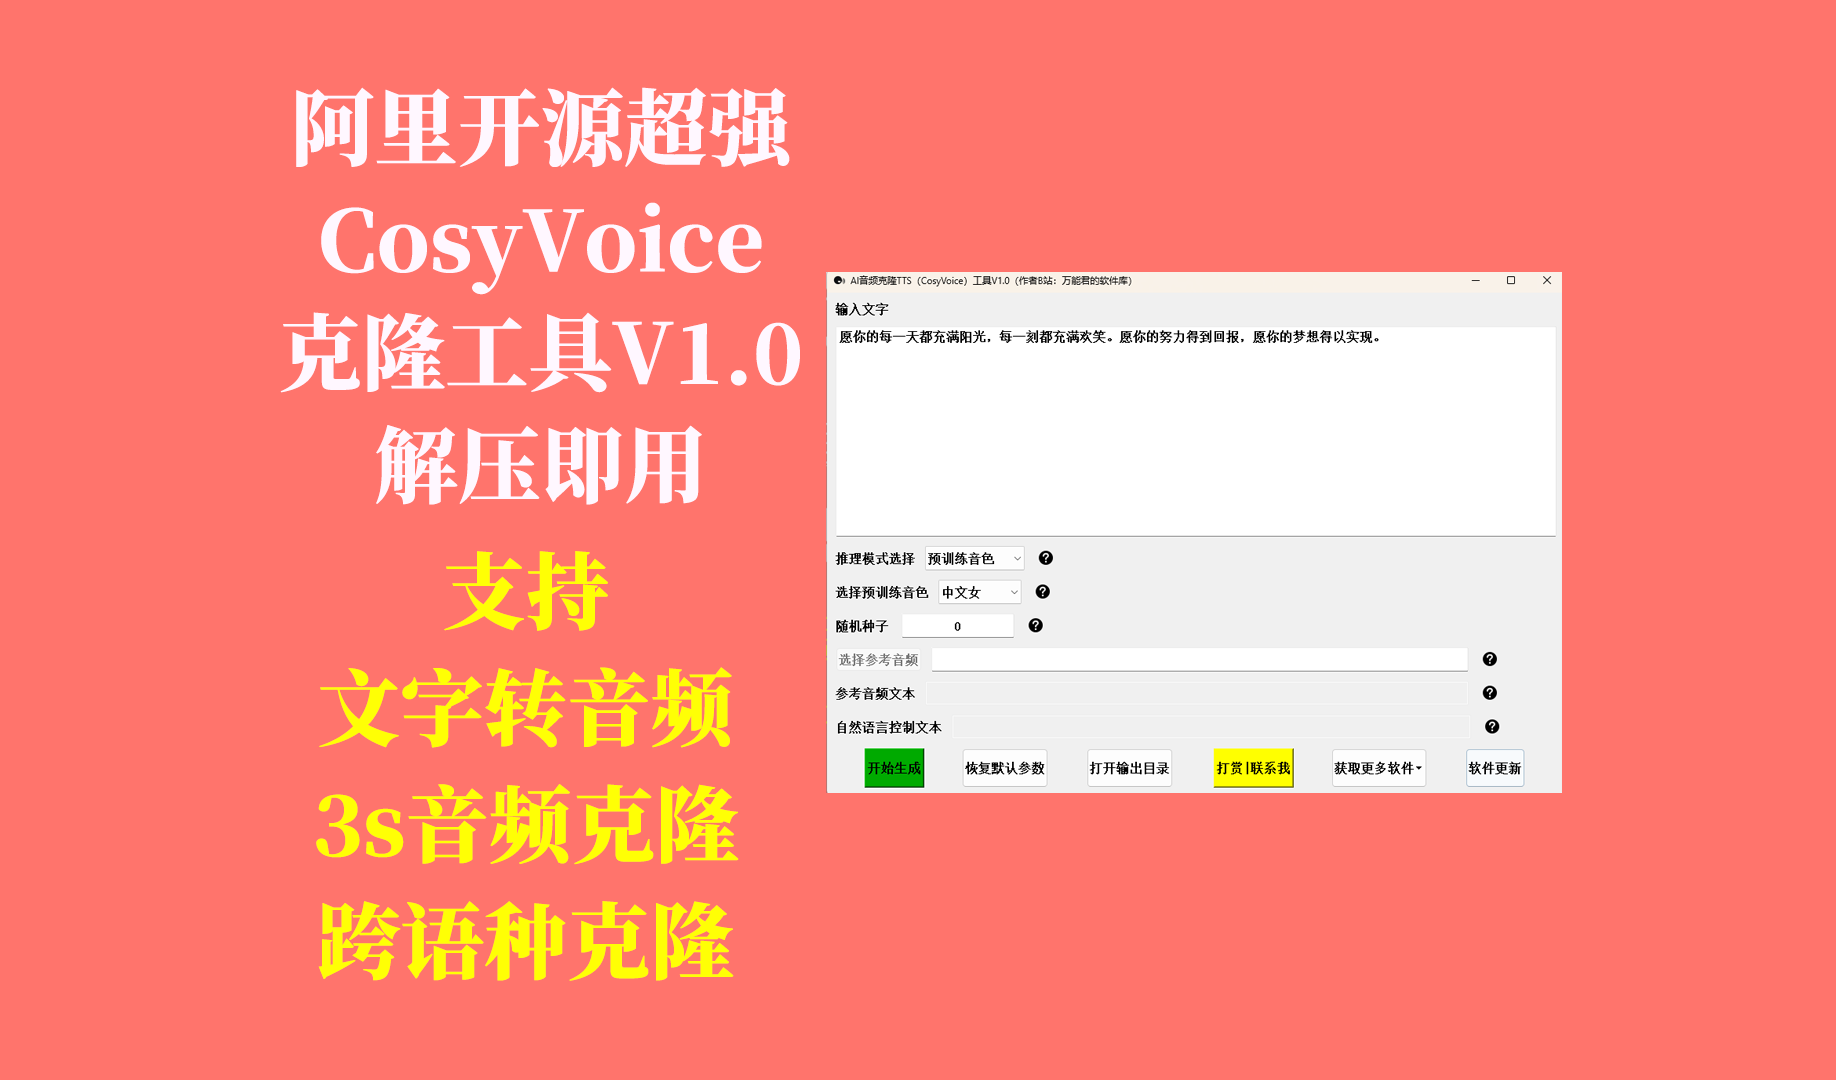 阿里开源超强
CosyVoice
克隆工具V1.0
解压即用
支持
文字转音频
3s音频克隆
跨语种克隆
AI音频克隆TTS（CosyVoice）工具V1.0（作者B站：万能君的软件库）
输入文字
愿你的每一天都充满阳光，每一刻都充满欢笑。愿你的努力得到回报，愿你的梦想得以实现。
推理模式选择 预训练音色
选择预训练音色 中文女
随机种子 0
选择参考音频
参考音频文本
自然语言控制文本
开始生成 恢复默认参数 打开输出目录 打赏|联系我 获取更多软件 软件更新